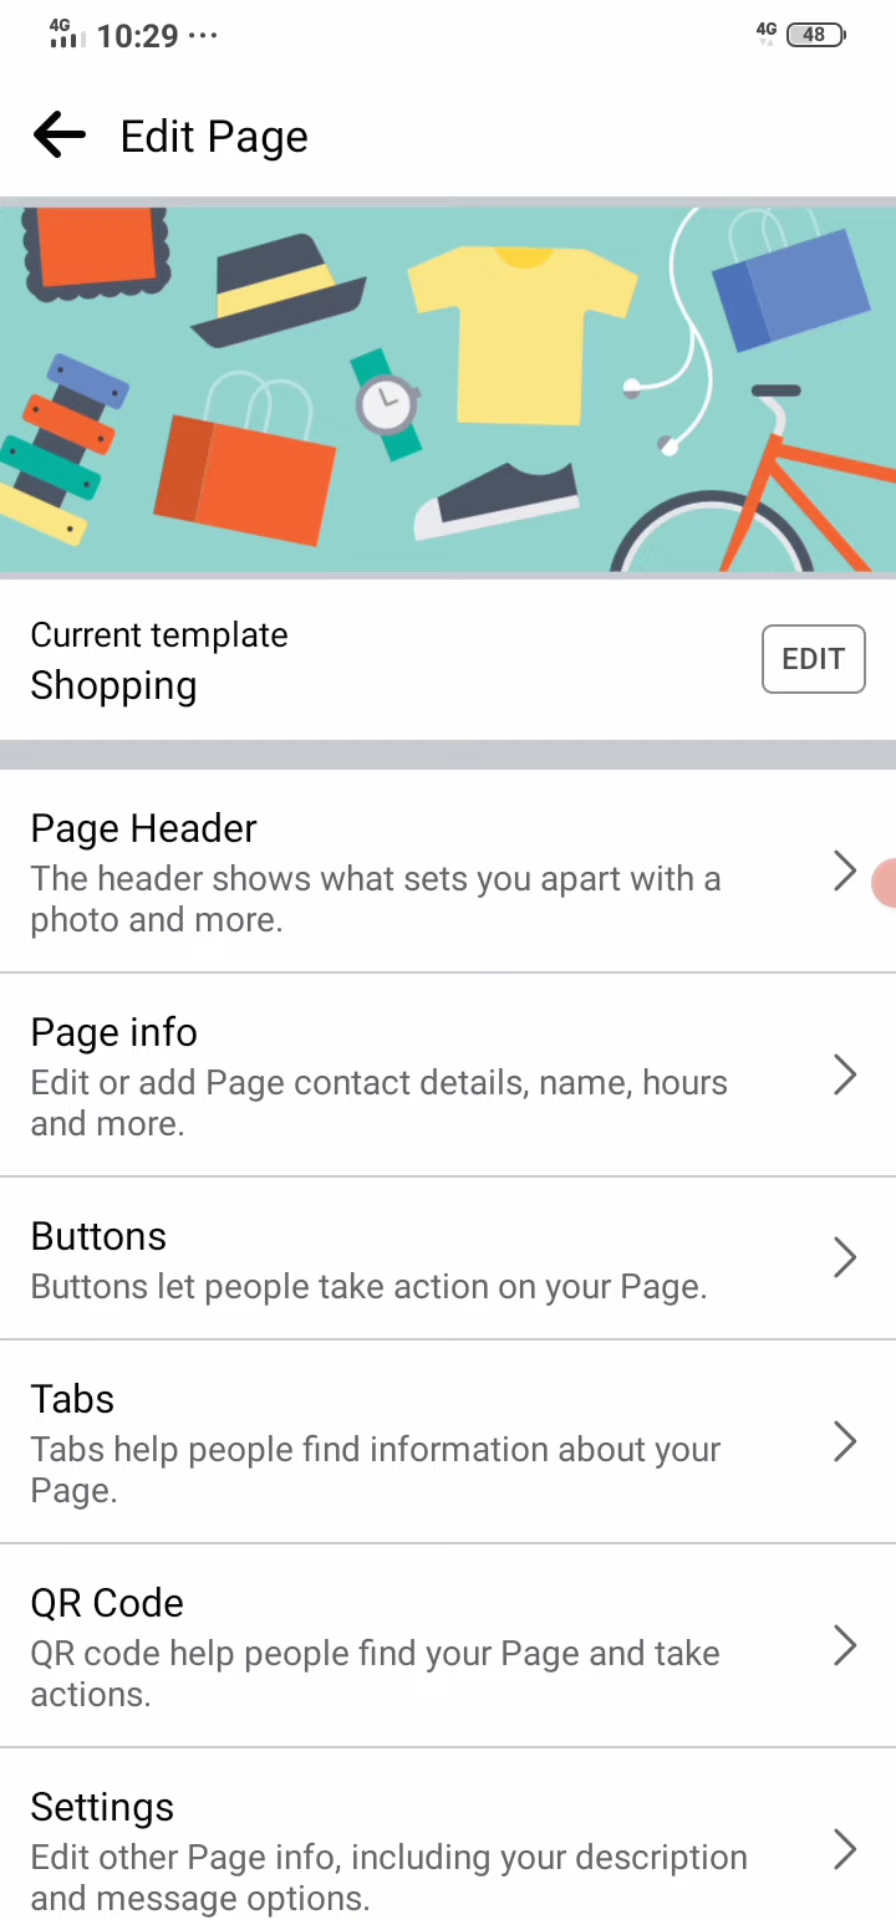 4G 10:29 ... 4G 48
Edit Page
Current template
Shopping
EDIT
Page Header
The header shows what sets you apart with a
photo and more.
Page info
Edit or add Page contact details, name, hours
and more.
Buttons
Buttons let people take action on your Page.
Tabs
Tabs help people find information about your
Page.
QR Code
QR code help people find your Page and take
actions.
Settings
Edit other Page info, including your description
and message options.